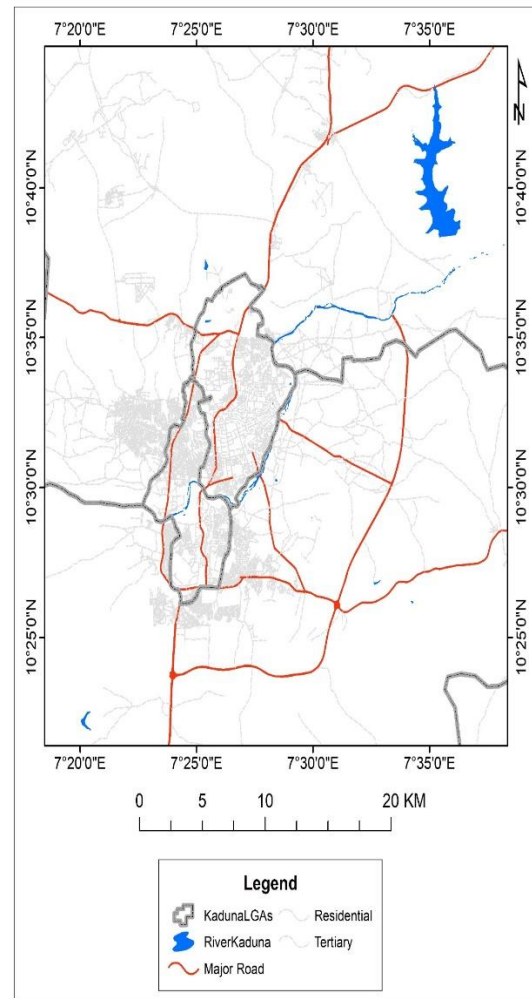 7°20'0"E 7°25'0"E 7°30'0"E 7°35'0"E
N
10°40'0"N 10°40'0"N
10°35'0"N 10°35'0"N
10°30'0"N 10°30'0"N
10°25'0"N 10°25'0"N
7°20'0"E 7°25'0"E 7°30'0"E 7°35'0"E
0 5 10 20 KM
Legend
KadunaLGAs Residential
RiverKaduna Tertiary
Major Road